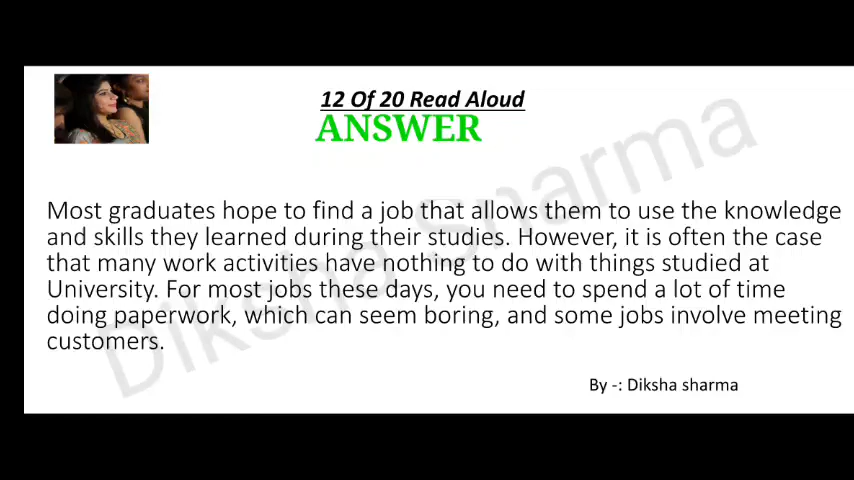 12 Of 20 Read Aloud
ANSWER
Most graduates hope to find a job that allows them to use the knowledge
and skills they learned during their studies. However, it is often the case
that many work activities have nothing to do with things studied at
University. For most jobs these days, you need to spend a lot of time
doing paperwork, which can seem boring, and some jobs involve meeting
customers.
Diksha Sharma
By -: Diksha sharma